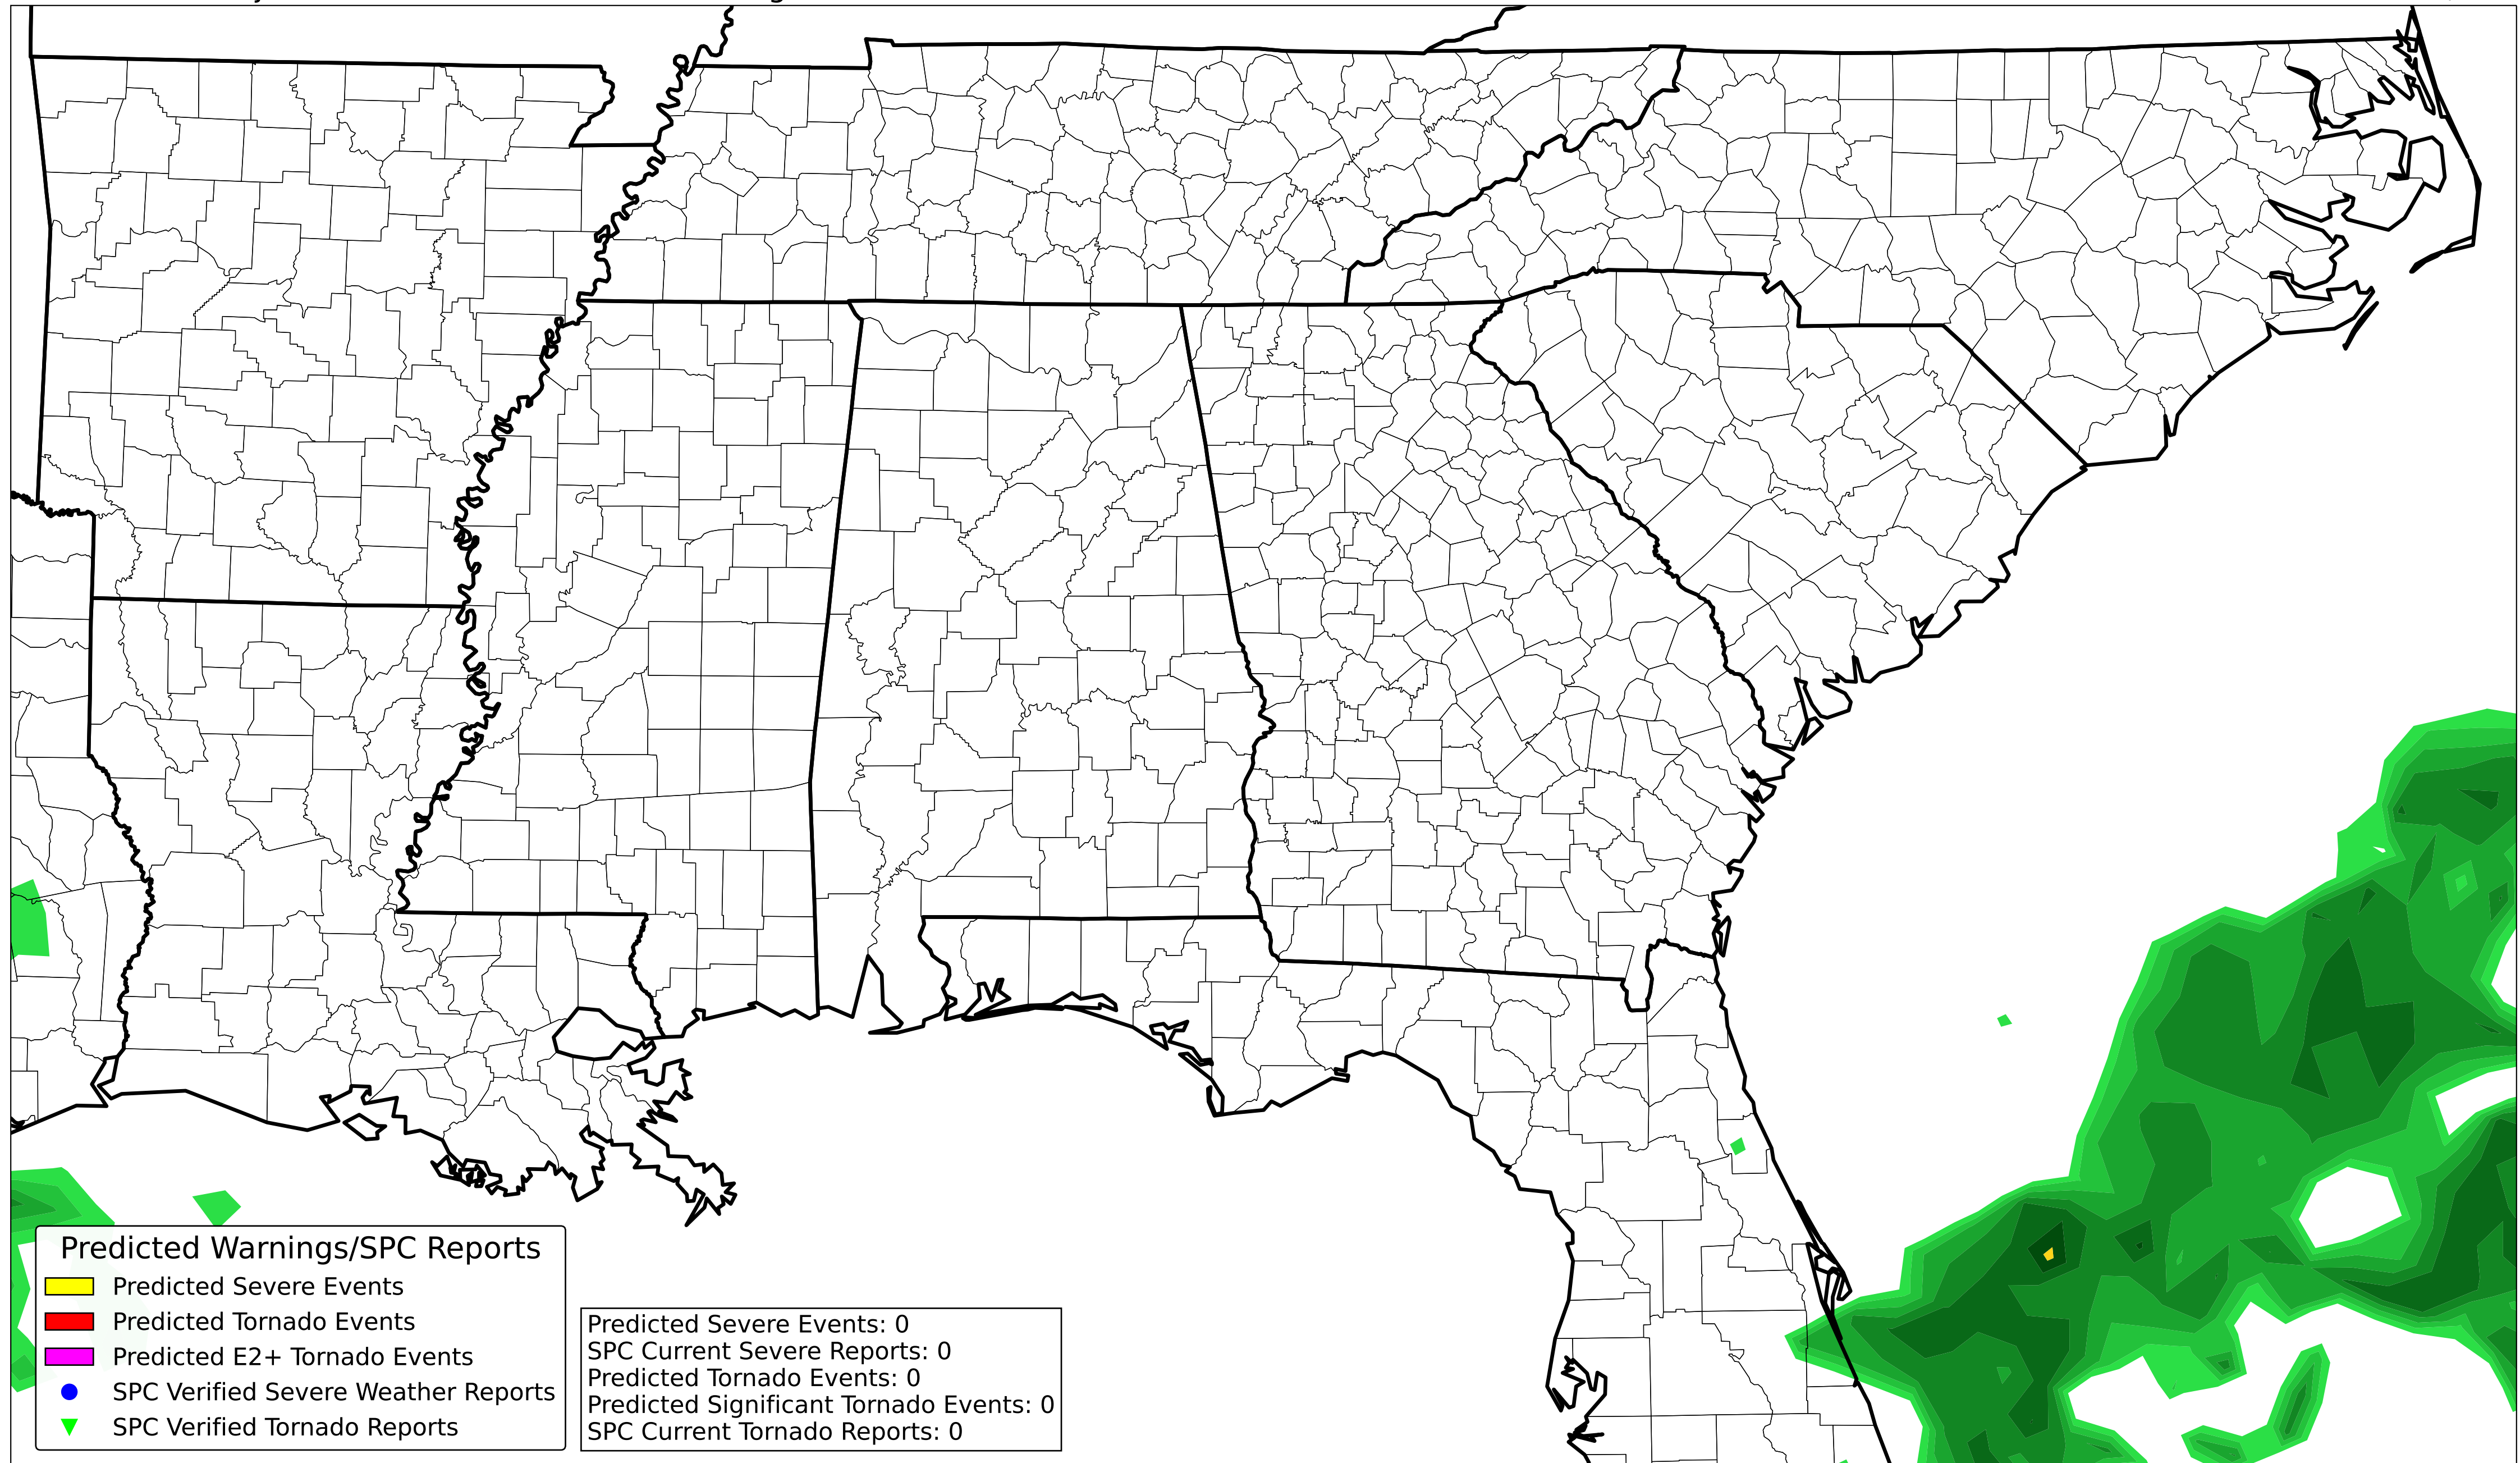 Predicted Warnings/SPC Reports
Predicted Severe Events
Predicted Tornado Events
Predicted E2+ Tornado Events
SPC Verified Severe Weather Reports
SPC Verified Tornado Reports
Predicted Severe Events: 0
SPC Current Severe Reports: 0
Predicted Tornado Events: 0
Predicted Significant Tornado Events: 0
SPC Current Tornado Reports: 0